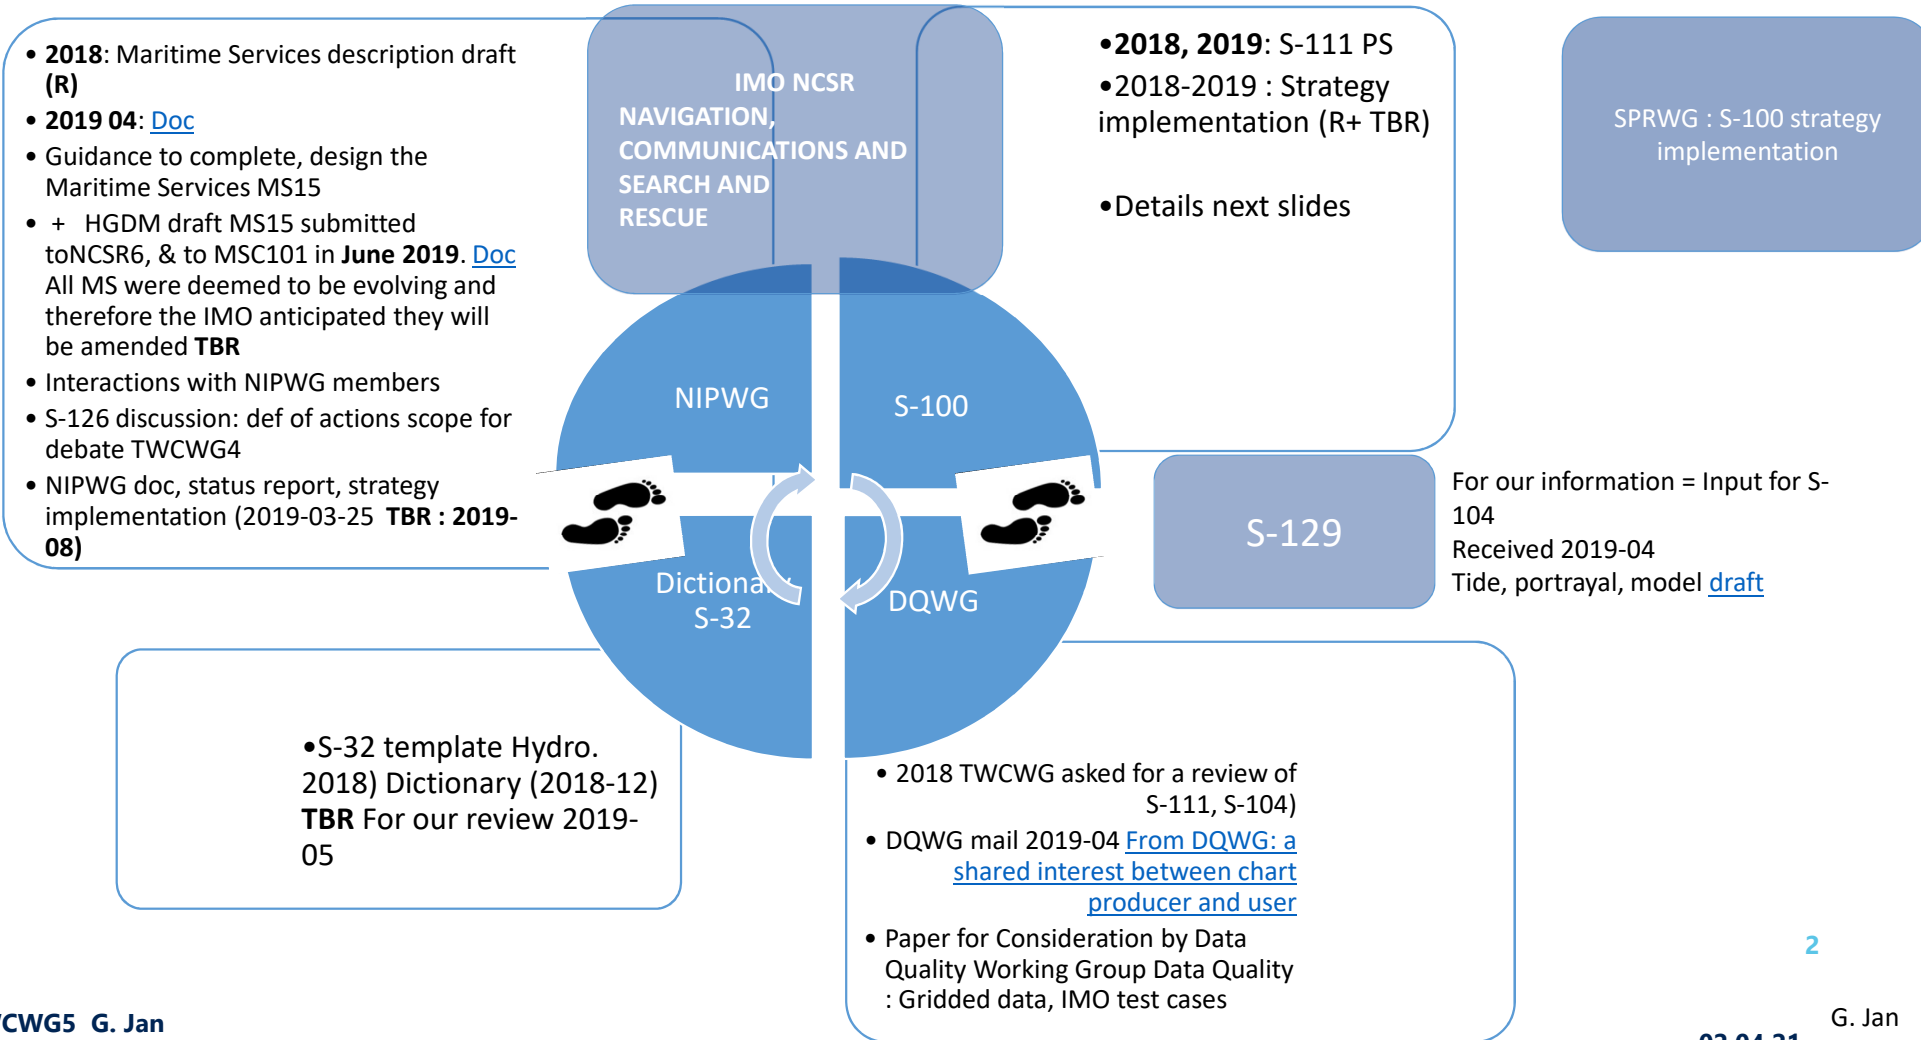 • 2018: Maritime Services description draft
(R)
• 2019 04: Doc
• Guidance to complete, design the
Maritime Services MS15
• + HGDM draft MS15 submitted
toNCSR6, & to MSC101 in June 2019. Doc
All MS were deemed to be evolving and
therefore the IMO anticipated they will
be amended TBR
• Interactions with NIPWG members
• S-126 discussion: def of actions scope for
debate TWCWG4
• NIPWG doc, status report, strategy
implementation (2019-03-25 TBR : 2019-
08)
IMO NCSR
NAVIGATION,
COMMUNICATIONS AND
SEARCH AND
RESCUE
•2018, 2019: S-111 PS
•2018-2019 : Strategy
implementation (R+ TBR)
•Details next slides
SPRWG : S-100 strategy
implementation
NIPWG
S-100
Dictionary
S-32
DQWG
S-129
For our information = Input for S-
104
Received 2019-04
Tide, portrayal, model draft
•S-32 template Hydro.
2018) Dictionary (2018-12)
TBR For our review 2019-
05
• 2018 TWCWG asked for a review of
S-111, S-104)
• DQWG mail 2019-04 From DQWG: a
shared interest between chart
producer and user
• Paper for Consideration by Data
Quality Working Group Data Quality
: Gridded data, IMO test cases
2
CWG5 G. Jan
G. Jan